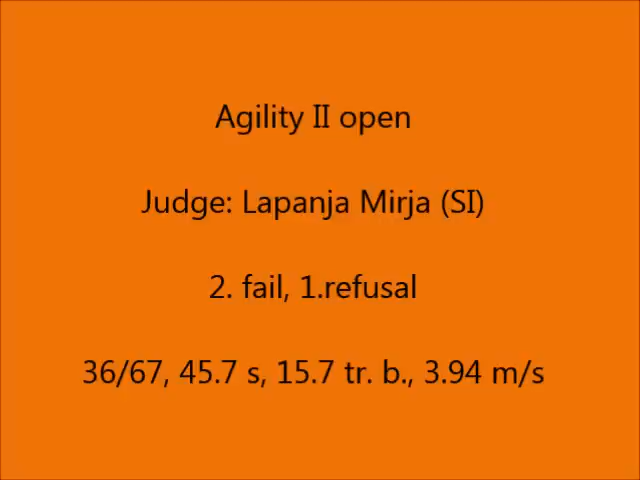 Agility II open
Judge: Lapanja Mirja (SI)
2. fail, 1.refusal
36/67, 45.7 s, 15.7 tr. b., 3.94 m/s